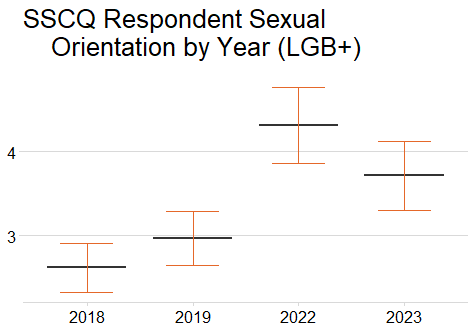 SSCQ Respondent Sexual
Orientation by Year (LGB+)
4
3
2018 2019 2022 2023